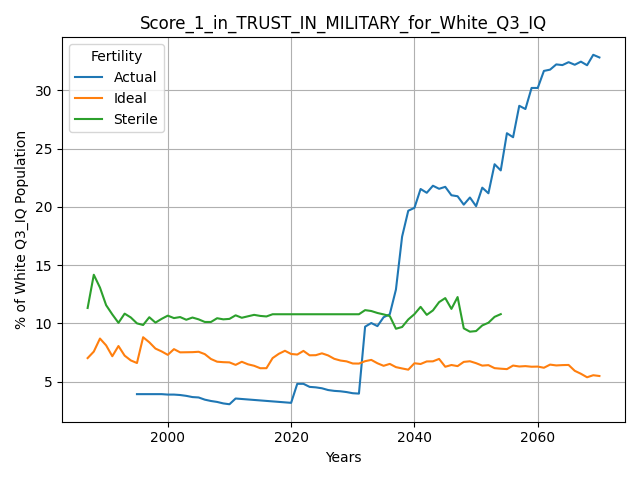 Score_1_in_TRUST_IN_MILITARY_for_White_Q3_IQ
Fertility
Actual
Ideal
Sterile
% of White Q3_IQ Population
30
25
20
15
10
5
2000
2020
2040
2060
Years